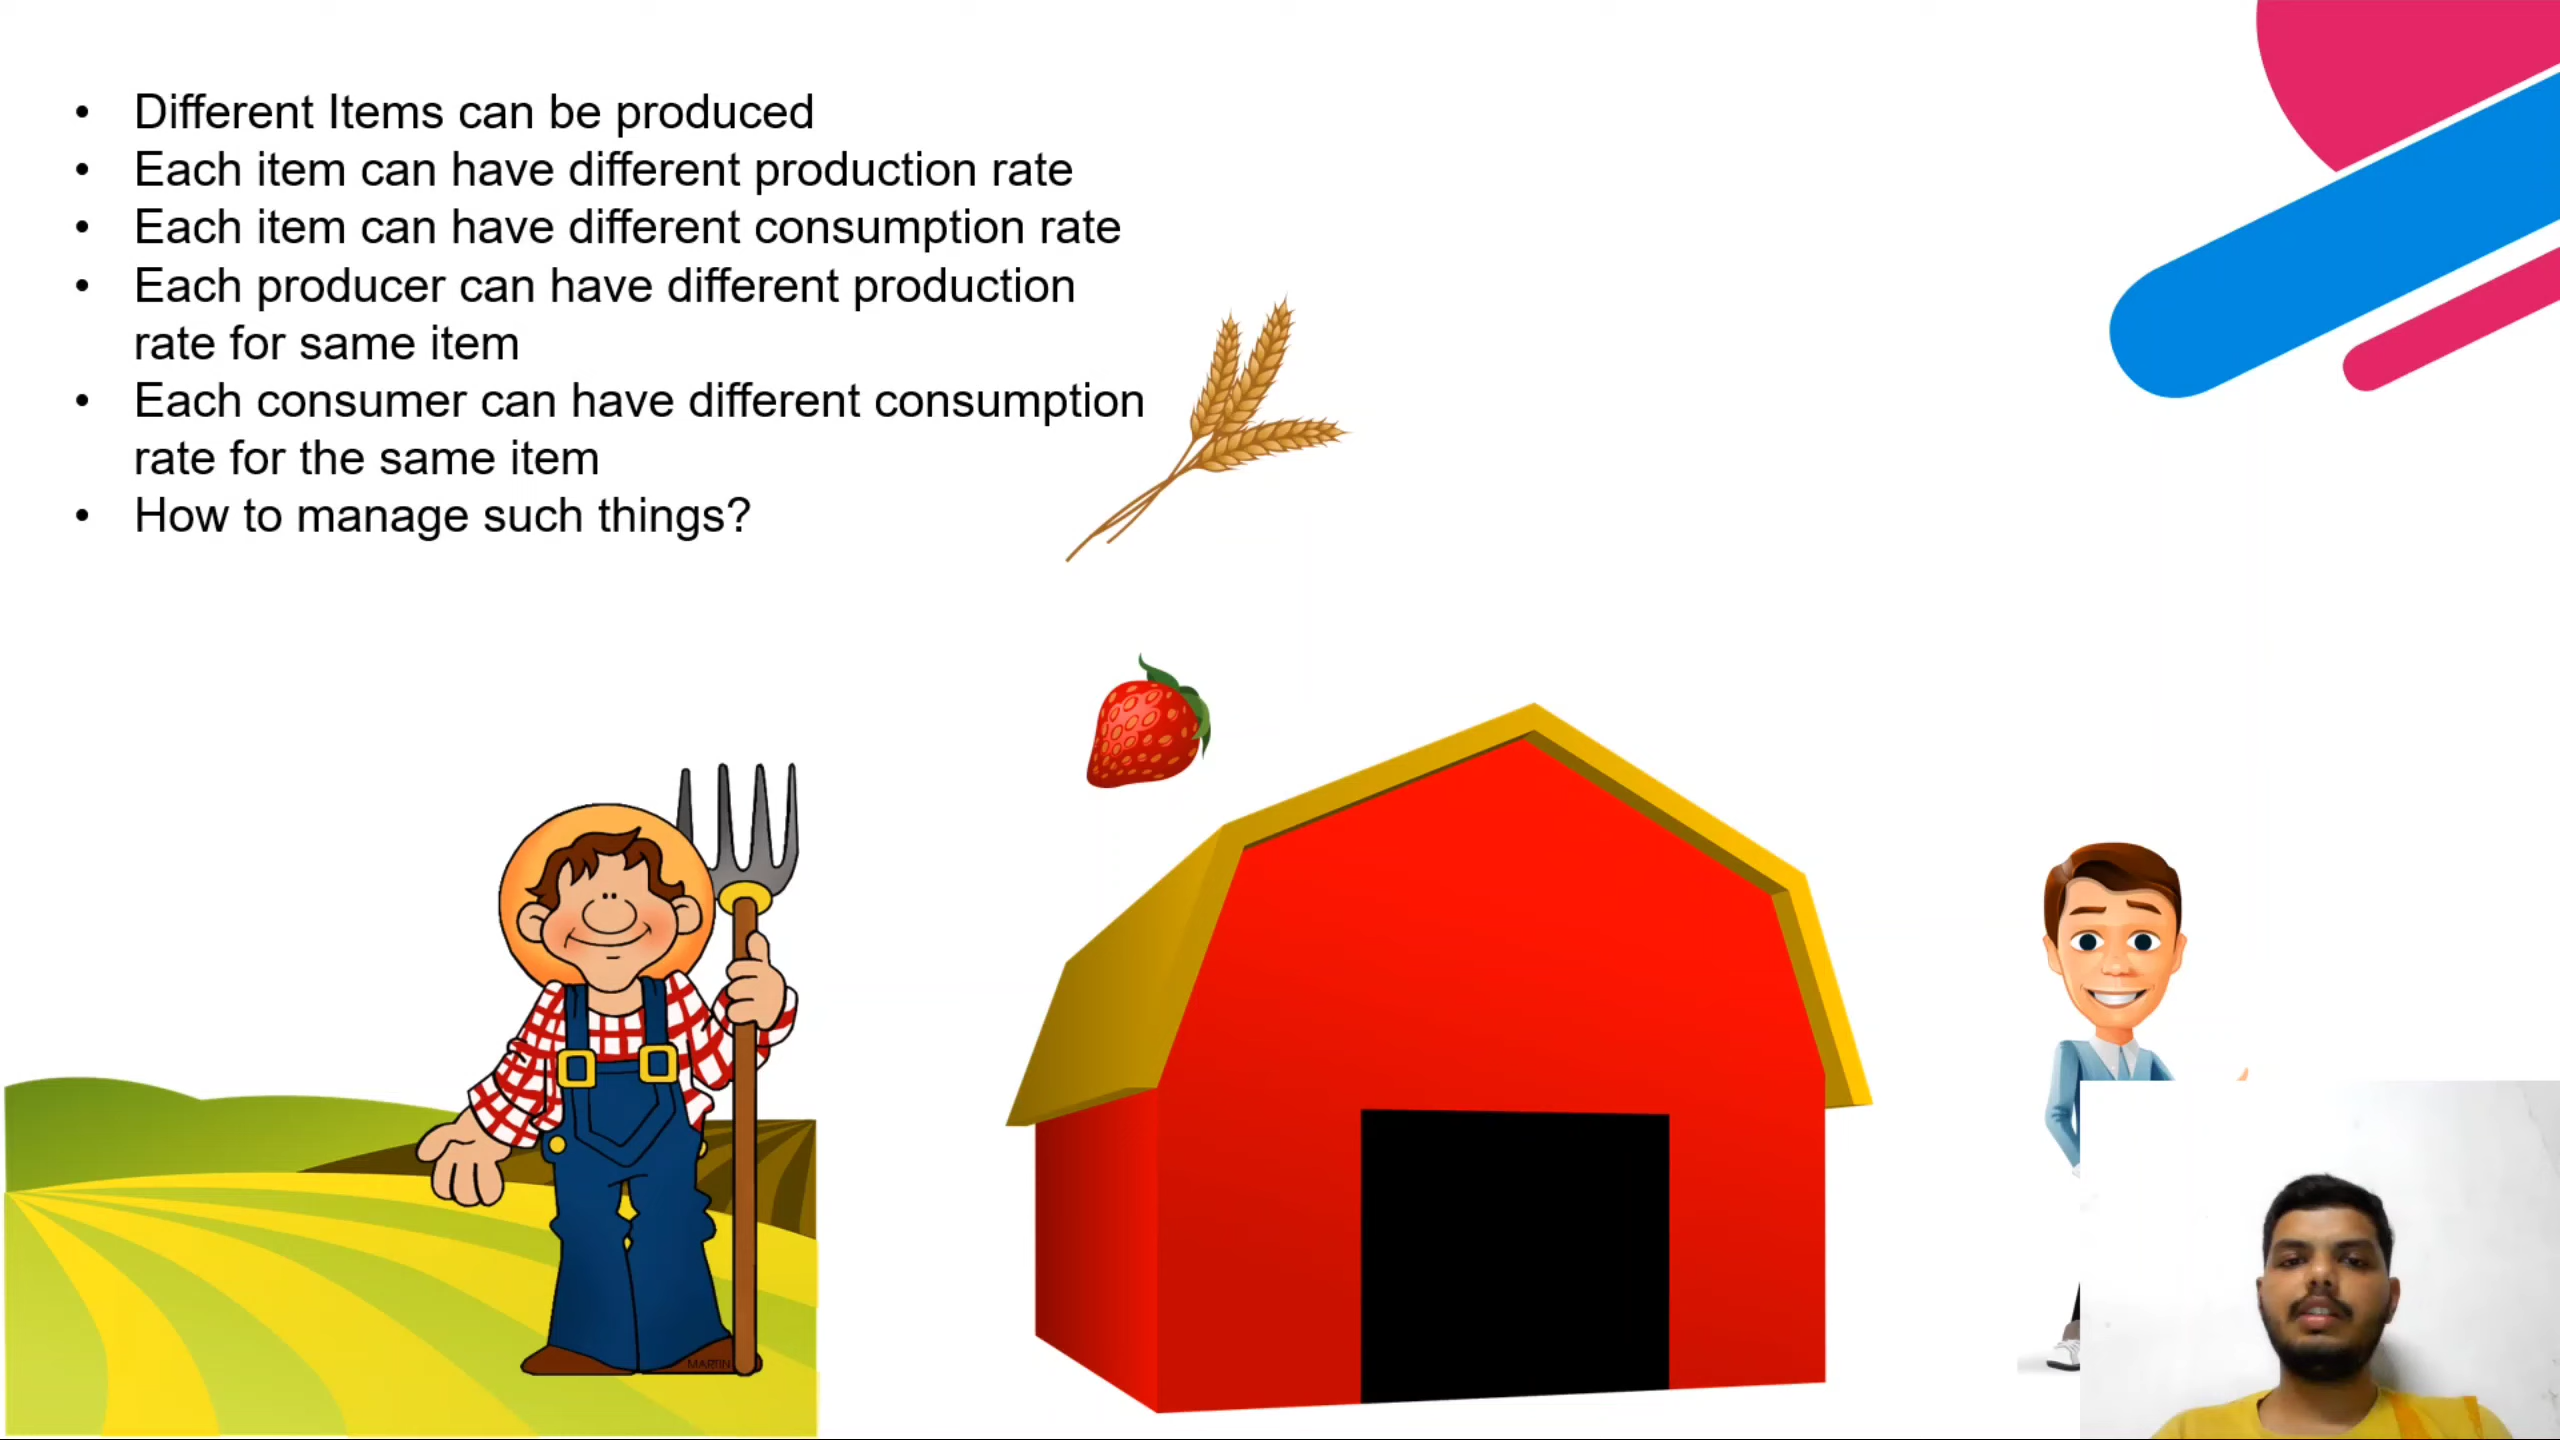 • Different Items can be produced
• Each item can have different production rate
• Each item can have different consumption rate
• Each producer can have different production
rate for same item
• Each consumer can have different consumption
rate for the same item
• How to manage such things?
MARTIN